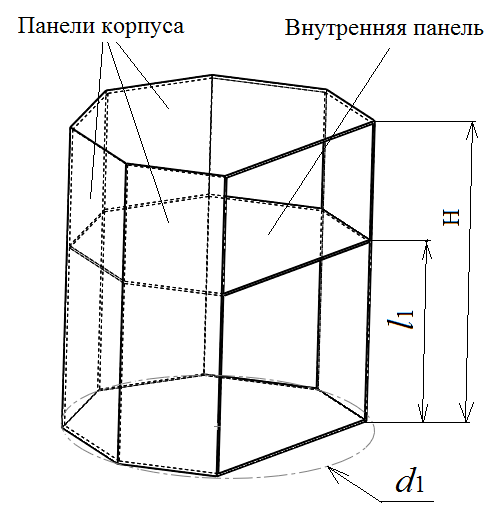 Панели корпуса
Внутренняя панель
H
l1
d1